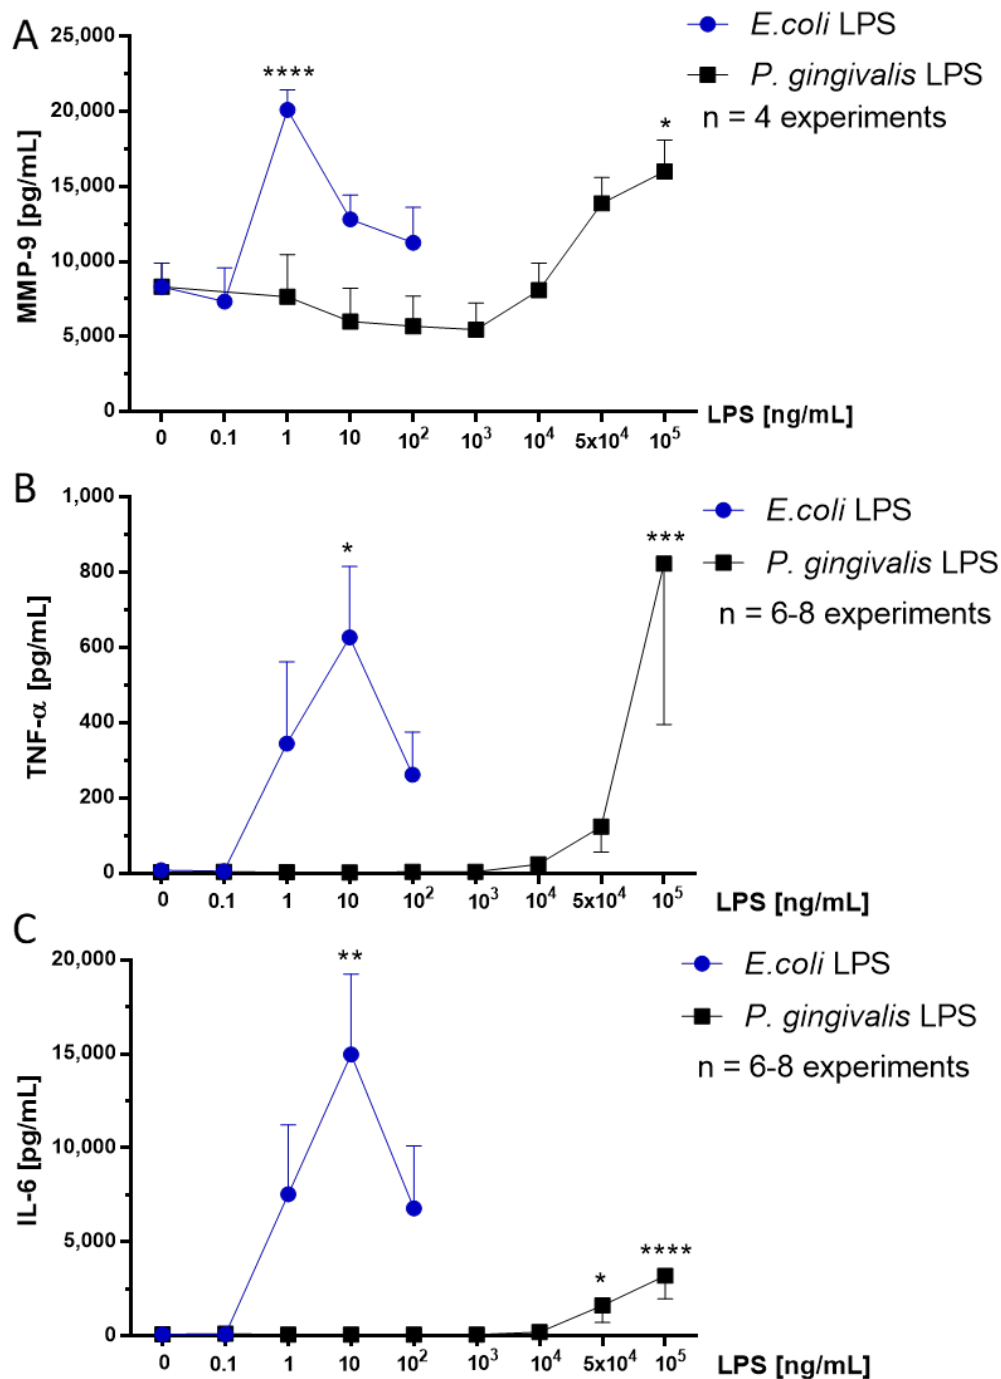 A
25,000
20,000
15,000
10,000
5,000
0
MMP-9 [pg/mL]
****
*
E.coli LPS
P. gingivalis LPS
n = 4 experiments
0 0.1 1 10 10² 10³ 10⁴ 5x10⁴ 10⁵
LPS [ng/mL]
B
1,000
800
600
400
200
0
TNF-α [pg/mL]
*
***
E.coli LPS
P. gingivalis LPS
n = 6-8 experiments
0 0.1 1 10 10² 10³ 10⁴ 5x10⁴ 10⁵
LPS [ng/mL]
C
20,000
15,000
10,000
5,000
0
IL-6 [pg/mL]
**
*
****
E.coli LPS
P. gingivalis LPS
n = 6-8 experiments
0 0.1 1 10 10² 10³ 10⁴ 5x10⁴ 10⁵
LPS [ng/mL]